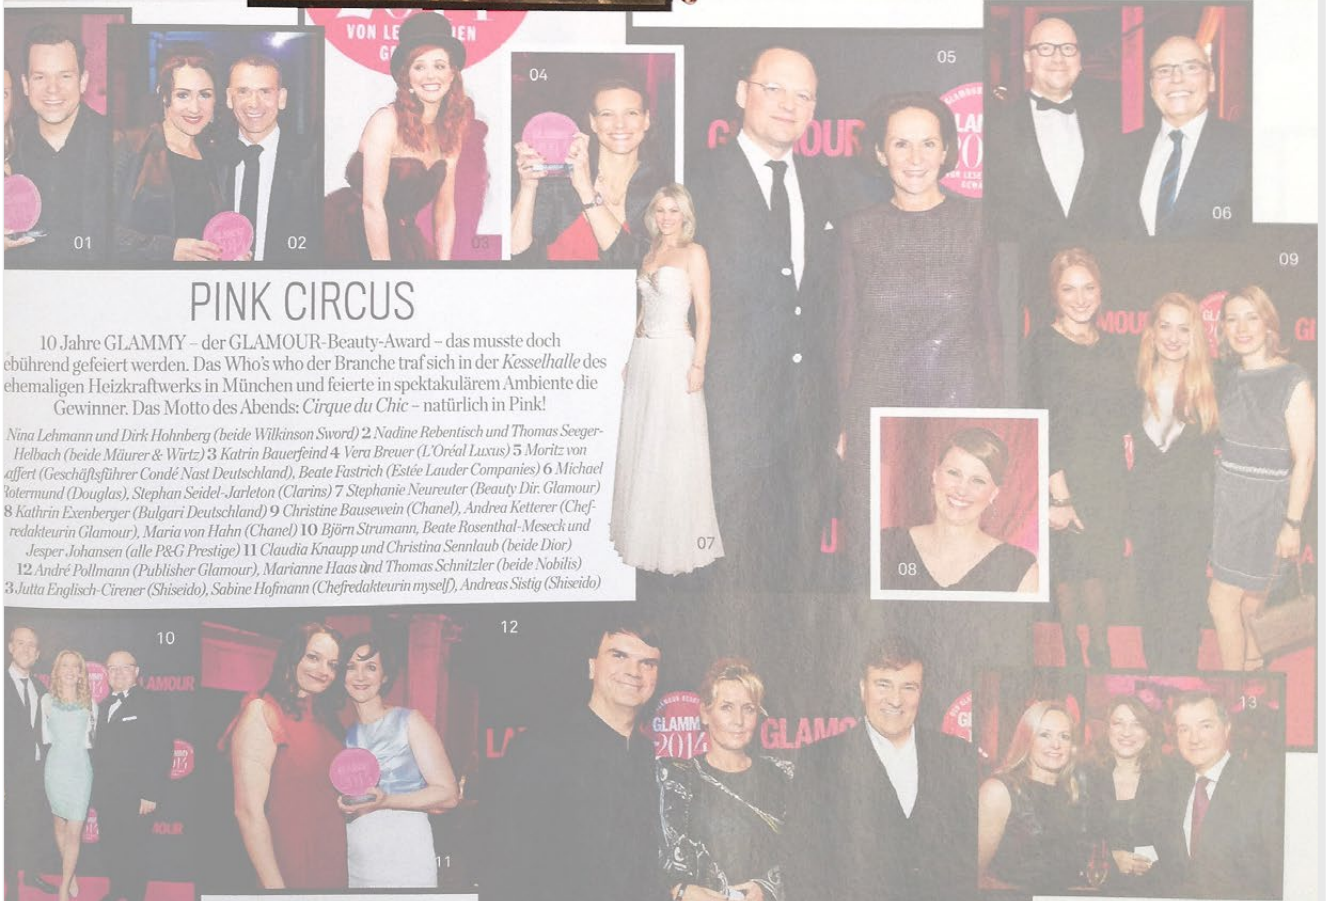 VON LE
04
05
01
02
03
06
09
GLAMOUR
PINK CIRCUS
10 Jahre GLAMMY – der GLAMOUR-Beauty-Award – das musste doch
ebührend gefeiert werden. Das Who's who der Branche traf sich in der Kesselhalle des
ehemaligen Heizkraftwerks in München und feierte in spektakulärem Ambiente die
Gewinner. Das Motto des Abends: Cirque du Chic – natürlich in Pink!
Nina Lehmann und Dirk Hohnberg (beide Wilkinson Sword) 2 Nadine Rebentisch und Thomas Seeger-
Helbach (beide Mäurer & Wirtz) 3 Katrin Bauerfeind 4 Vera Breuer (L'Oréal Luxus) 5 Moritz von
affert (Geschäftsführer Condé Nast Deutschland), Beate Fastrich (Estée Lauder Companies) 6 Michael
Rotermund (Douglas), Stephan Seidel-Jarleton (Clarins) 7 Stephanie Neureuter (Beauty Dir. Glamour)
8 Kathrin Exenberger (Bulgari Deutschland) 9 Christine Bausewein (Chanel), Andrea Ketterer (Chef-
redakteurin Glamour), Maria von Hahn (Chanel) 10 Björn Strumann, Beate Rosenthal-Meseck und
Jesper Johansen (alle P&G Prestige) 11 Claudia Knaupp und Christina Sennlaub (beide Dior)
12 André Pollmann (Publisher Glamour), Marianne Haas und Thomas Schnitzler (beide Nobilis)
3 Jutta Englisch-Cirener (Shiseido), Sabine Hofmann (Chefredakteurin myself), Andreas Sistig (Shiseido)
07
08
10
12
LAMOUR
11
GLAMM
2014
GLAMO
13